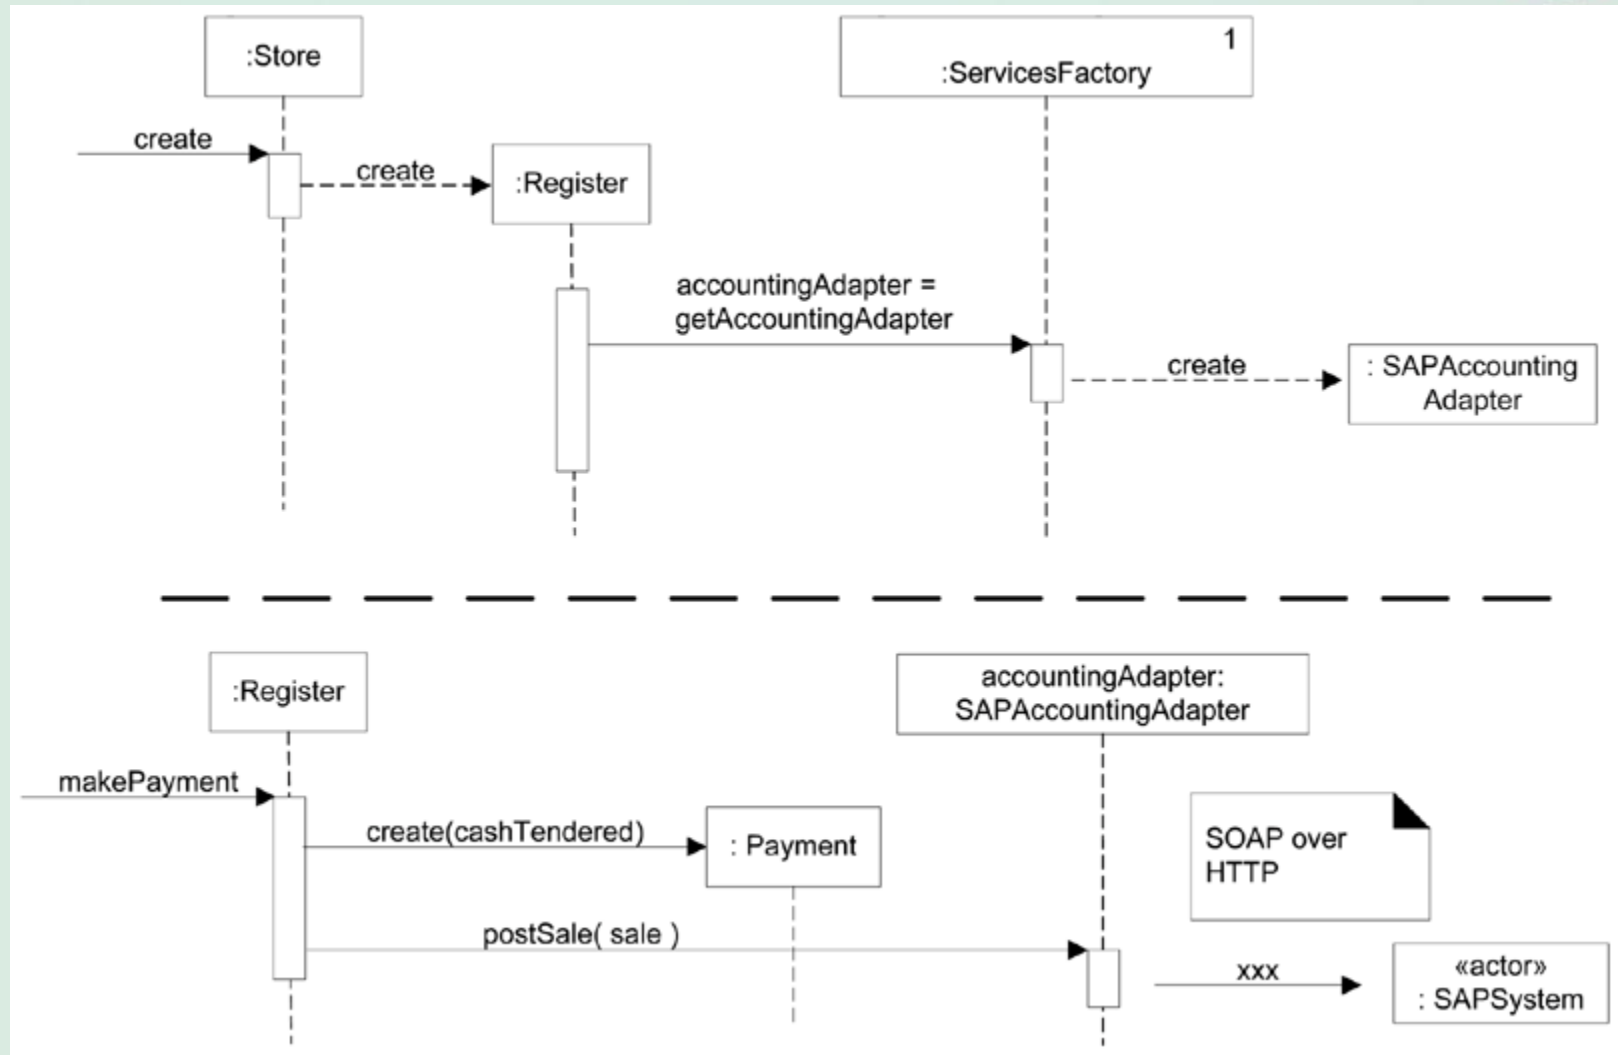 :Store
1
:ServicesFactory
create
create
:Register
accountingAdapter =
getAccountingAdapter
create
: SAPAccounting
Adapter
:Register
accountingAdapter:
SAPAccountingAdapter
makePayment
create(cashTendered)
: Payment
SOAP over
HTTP
postSale( sale )
xxx
«actor»
: SAPSystem